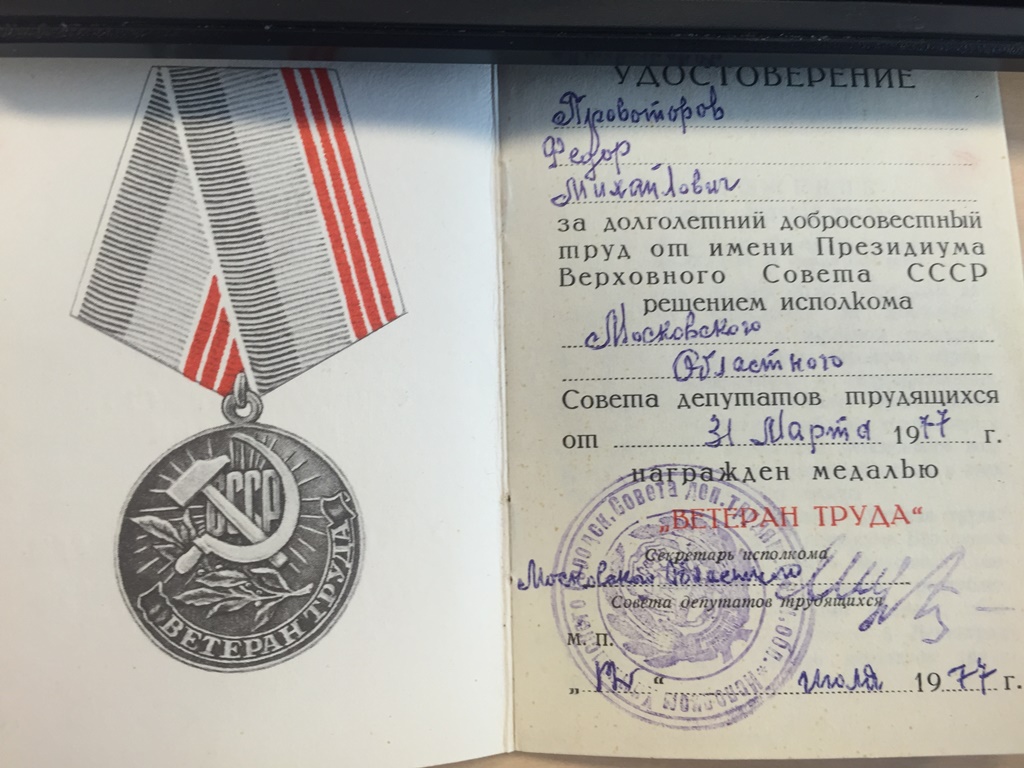 СССР
ВЕТЕРАН ТРУДА
УДОСТОВЕРЕНИЕ
Провоторов
Федор
Михайлович
за долголетний добросовестный
труд от имени Президиума
Верховного Совета СССР
рещением исполкома
Московского
Областного
Совета депутатов трудящихся
от 31 Марта 1977 г.
награжден медалью
„ВЕТЕРАН ТРУДА“
Секретарь исполкома
Московского Областного
Совета депутатов трудящихся
м. п.
„ “ июля 1977 г.